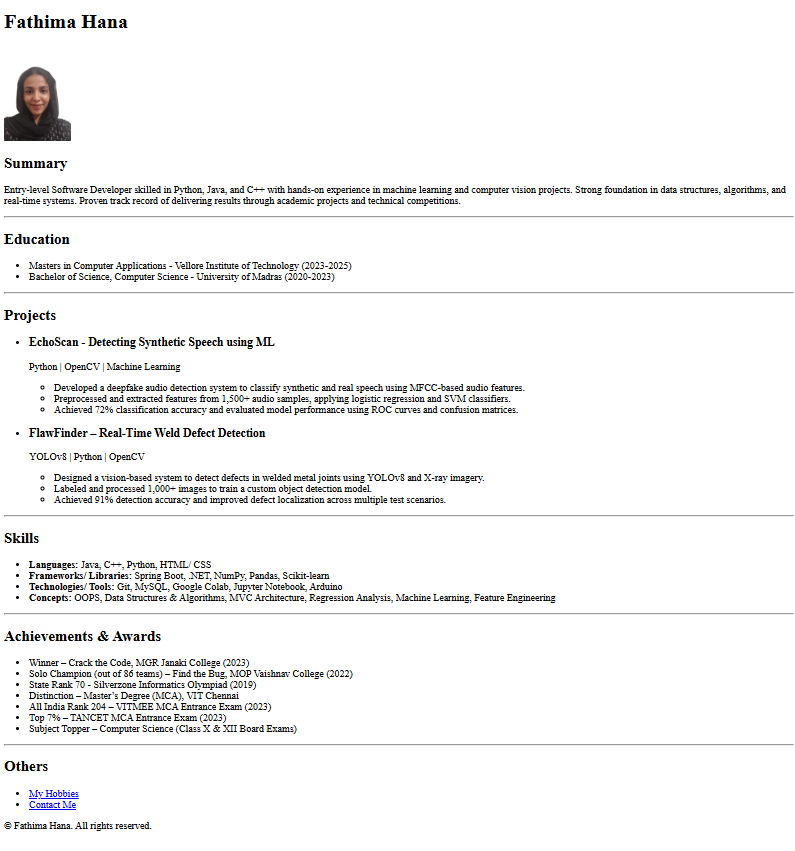 Fathima Hana
Summary
Entry-level Software Developer skilled in Python, Java, and C++ with hands-on experience in machine learning and computer vision projects. Strong foundation in data structures, algorithms, and
real-time systems. Proven track record of delivering results through academic projects and technical competitions.
Education
• Masters in Computer Applications - Vellore Institute of Technology (2023-2025)
• Bachelor of Science, Computer Science - University of Madras (2020-2023)
Projects
• EchoScan - Detecting Synthetic Speech using ML
Python | OpenCV | Machine Learning
◦ Developed a deepfake audio detection system to classify synthetic and real speech using MFCC-based audio features.
◦ Preprocessed and extracted features from 1,500+ audio samples, applying logistic regression and SVM classifiers.
◦ Achieved 72% classification accuracy and evaluated model performance using ROC curves and confusion matrices.
• FlawFinder – Real-Time Weld Defect Detection
YOLOv8 | Python | OpenCV
◦ Designed a vision-based system to detect defects in welded metal joints using YOLOv8 and X-ray imagery.
◦ Labeled and processed 1,000+ images to train a custom object detection model.
◦ Achieved 91% detection accuracy and improved defect localization across multiple test scenarios.
Skills
• Languages: Java, C++, Python, HTML/ CSS
• Frameworks/ Libraries: Spring Boot, .NET, NumPy, Pandas, Scikit-learn
• Technologies/ Tools: Git, MySQL, Google Colab, Jupyter Notebook, Arduino
• Concepts: OOPS, Data Structures & Algorithms, MVC Architecture, Regression Analysis, Machine Learning, Feature Engineering
Achievements & Awards
• Winner – Crack the Code, MGR Janaki College (2023)
• Solo Champion (out of 86 teams) – Find the Bug, MOP Vaishnav College (2022)
• State Rank 70 - Silverzone Informatics Olympiad (2019)
• Distinction – Master's Degree (MCA), VIT Chennai
• All India Rank 204 – VITMEE MCA Entrance Exam (2023)
• Top 7% – TANCET MCA Entrance Exam (2023)
• Subject Topper – Computer Science (Class X & XII Board Exams)
Others
• My Hobbies
• Contact Me
© Fathima Hana. All rights reserved.